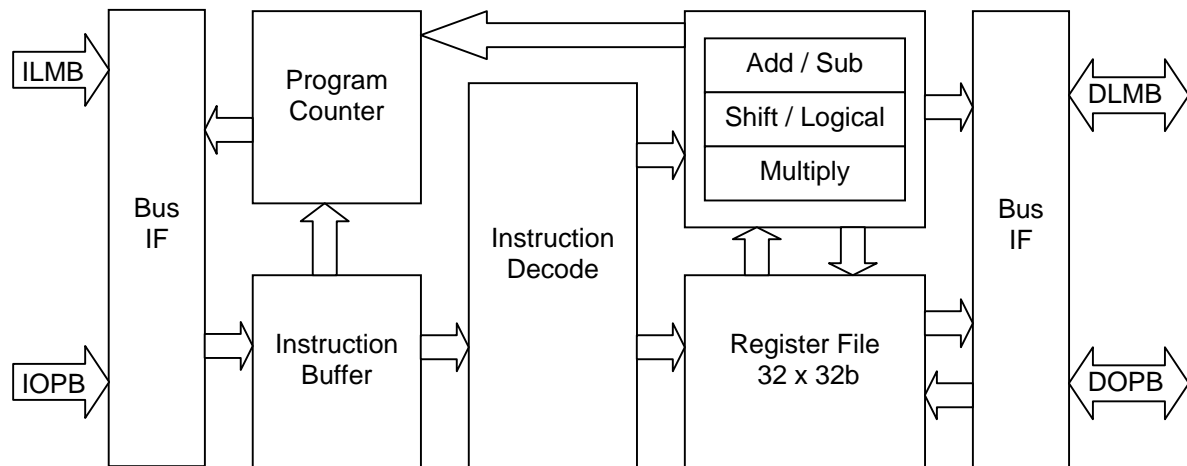 ILMB
IOPB
Bus
IF
Program
Counter
Instruction
Buffer
Instruction
Decode
Add / Sub
Shift / Logical
Multiply
Register File
32 x 32b
Bus
IF
DLMB
DOPB